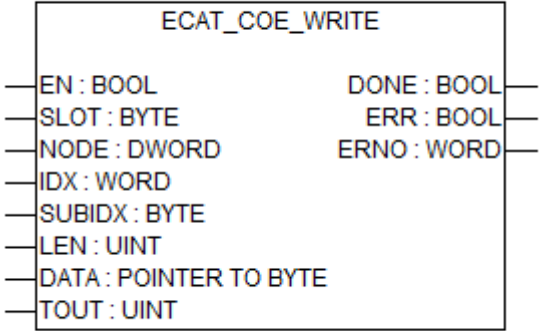 ECAT_COE_WRITE
EN : BOOL DONE : BOOL
SLOT : BYTE ERR : BOOL
NODE : DWORD ERNO : WORD
IDX : WORD
SUBIDX : BYTE
LEN : UINT
DATA : POINTER TO BYTE
TOUT : UINT